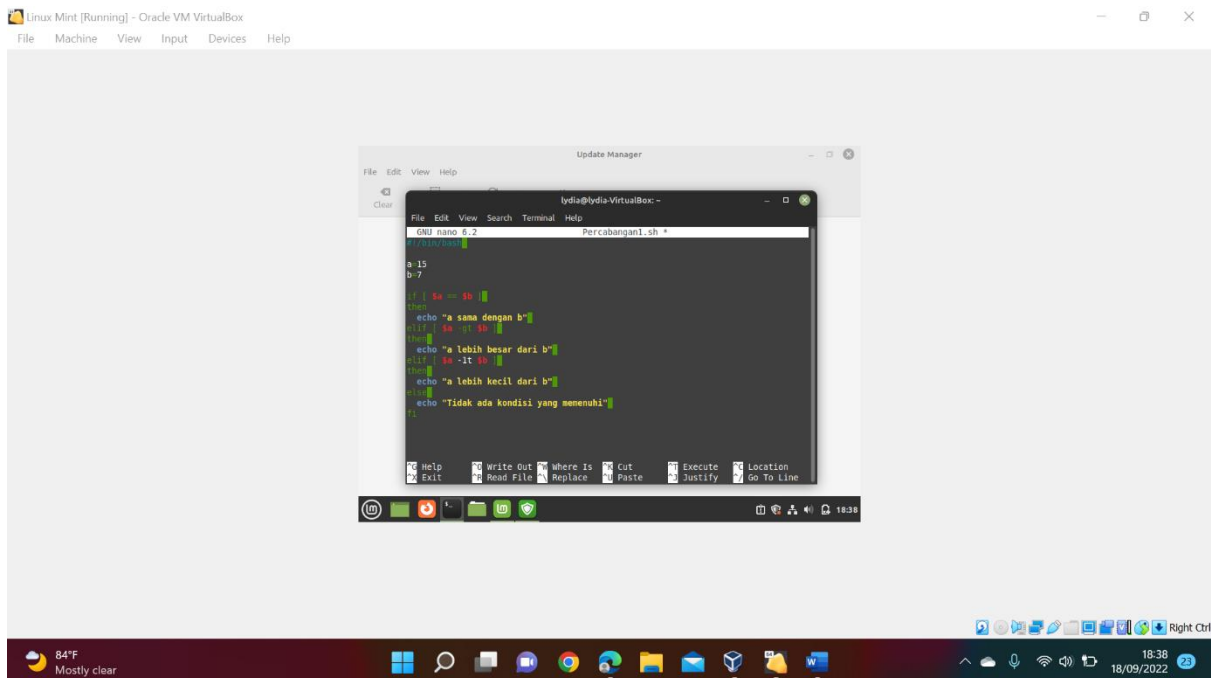 Linux Mint [Running] - Oracle VM VirtualBox
File Machine View Input Devices Help
Update Manager
File Edit View Help
Clear
lydia@lydia-VirtualBox: ~
File Edit View Search Terminal Help
GNU nano 6.2 Percabangan1.sh *
#!/bin/bash
a=15
b=7
if [ $a == $b ]
then
echo "a sama dengan b"
elif [ $a -gt $b ]
then
echo "a lebih besar dari b"
elif [ $a -1t $b ]
then
echo "a lebih kecil dari b"
else
echo "Tidak ada kondisi yang memenuhi"
fi
^G Help ^O Write Out ^W Where Is ^K Cut ^T Execute ^C Location
^X Exit ^R Read File ^\ Replace ^U Paste ^J Justify ^/ Go To Line
18:38
Right Ctrl
84°F
Mostly clear
18:38
18/09/2022
23